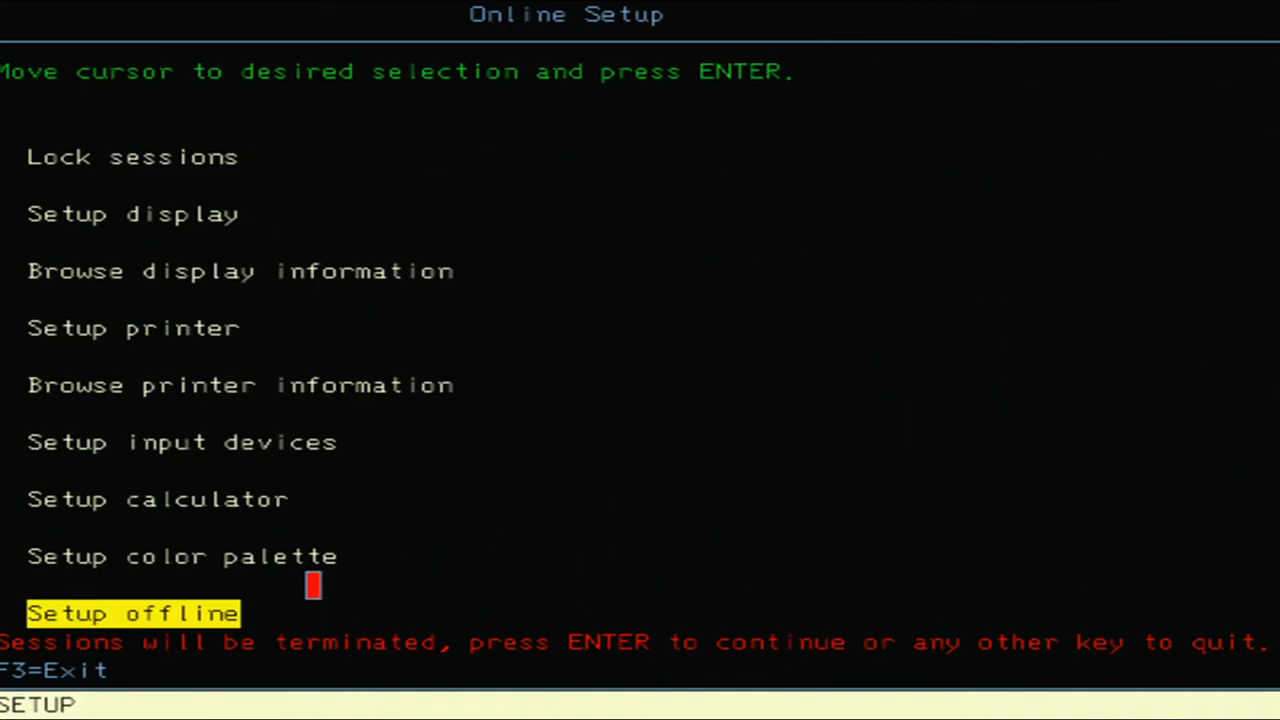 Online Setup
Move cursor to desired selection and press ENTER.
Lock sessions
Setup display
Browse display information
Setup printer
Browse printer information
Setup input devices
Setup calculator
Setup color palette
Setup offline
Sessions will be terminated, press ENTER to continue or any other key to quit.
F3=Exit
SETUP